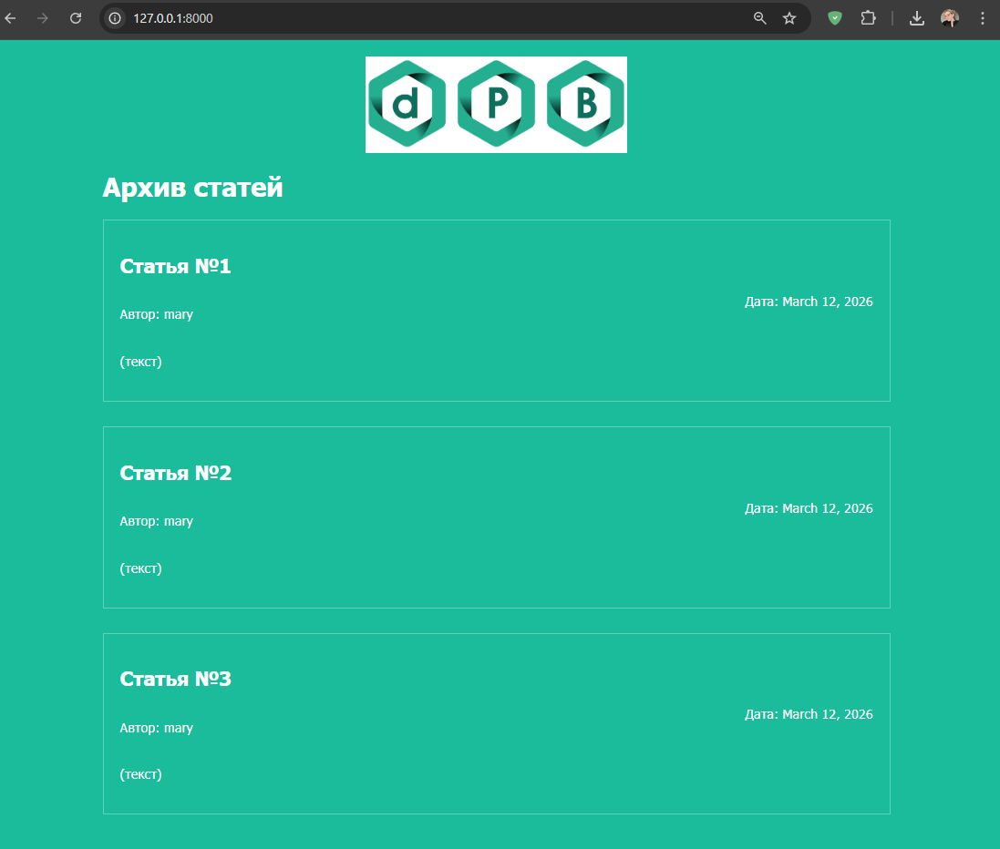 127.0.0.1:8000
d P B
Архив статей
Статья №1
Дата: March 12, 2026
Автор: mary
(текст)
Статья №2
Дата: March 12, 2026
Автор: mary
(текст)
Статья №3
Дата: March 12, 2026
Автор: mary
(текст)